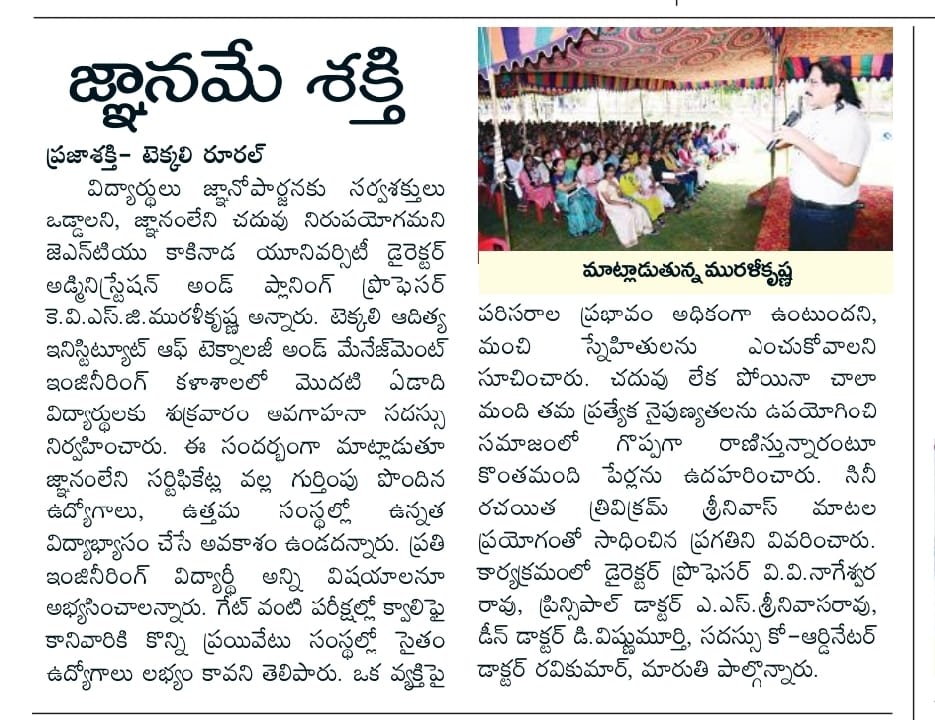 జ్ఞానమే శక్తి
ప్రజాశక్తి- టెక్కలి రూరల్
విద్యార్థులు జ్ఞానోపార్జనకు సర్వశక్తులు
ఒడ్డాలని, జ్ఞానంలేని చదువు నిరుపయోగమని
జెఎన్‌టియు కాకినాడ యూనివర్సిటీ డైరెక్టర్
అడ్మినిస్ట్రేషన్ అండ్ ప్లానింగ్ ప్రొఫెసర్
కె.వి.ఎస్.జి.మురళీకృష్ణ అన్నారు. టెక్కలి ఆదిత్య
ఇనిస్టిట్యూట్ ఆఫ్ టెక్నాలజీ అండ్ మేనేజ్‌మెంట్
ఇంజినీరింగ్ కళాశాలలో మొదటి ఏడాది
విద్యార్థులకు శుక్రవారం ఆవగాహనా సదస్సు
నిర్వహించారు. ఈ సందర్భంగా మాట్లాడుతూ
జ్ఞానంలేని సర్టిఫికెట్ల వల్ల గుర్తింపు పొందిన
ఉద్యోగాలు, ఉత్తమ సంస్థల్లో ఉన్నత
విద్యాభ్యాసం చేసే అవకాశం ఉండదన్నారు. ప్రతి
ఇంజినీరింగ్ విద్యార్థీ అన్ని విషయాలనూ
అభ్యసించాలన్నారు. గేట్ వంటి పరీక్షల్లో క్వాలిఫై
కానివారికి కొన్ని ప్రయివేటు సంస్థల్లో సైతం
ఉద్యోగాలు లభ్యం కావని తెలిపారు. ఒక వ్యక్తిపై
మాట్లాడుతున్న మురళీకృష్ణ
పరిసరాల ప్రభావం అధికంగా ఉంటుందని,
మంచి స్నేహితులను ఎంచుకోవాలని
సూచించారు. చదువు లేక పోయినా చాలా
మంది తమ ప్రత్యేక నైపుణ్యతలను ఉపయోగించి
సమాజంలో గొప్పగా రాణిస్తున్నారంటూ
కొంతమంది పేర్లను ఉదహరించారు. సినీ
రచయిత త్రివిక్రమ్ శ్రీనివాస్ మాటల
ప్రయోగంతో సాధించిన ప్రగతిని వివరించారు.
కార్యక్రమంలో డైరెక్టర్ ప్రొఫెసర్ వి.వి.నాగేశ్వర
రావు, ప్రిన్సిపాల్ డాక్టర్ ఎ.ఎస్.శ్రీనివాసరావు,
డీన్ డాక్టర్ డి.విష్ణుమూర్తి, సదస్సు కో-ఆర్డినేటర్
డాక్టర్ రవికుమార్, మారుతి పాల్గొన్నారు.